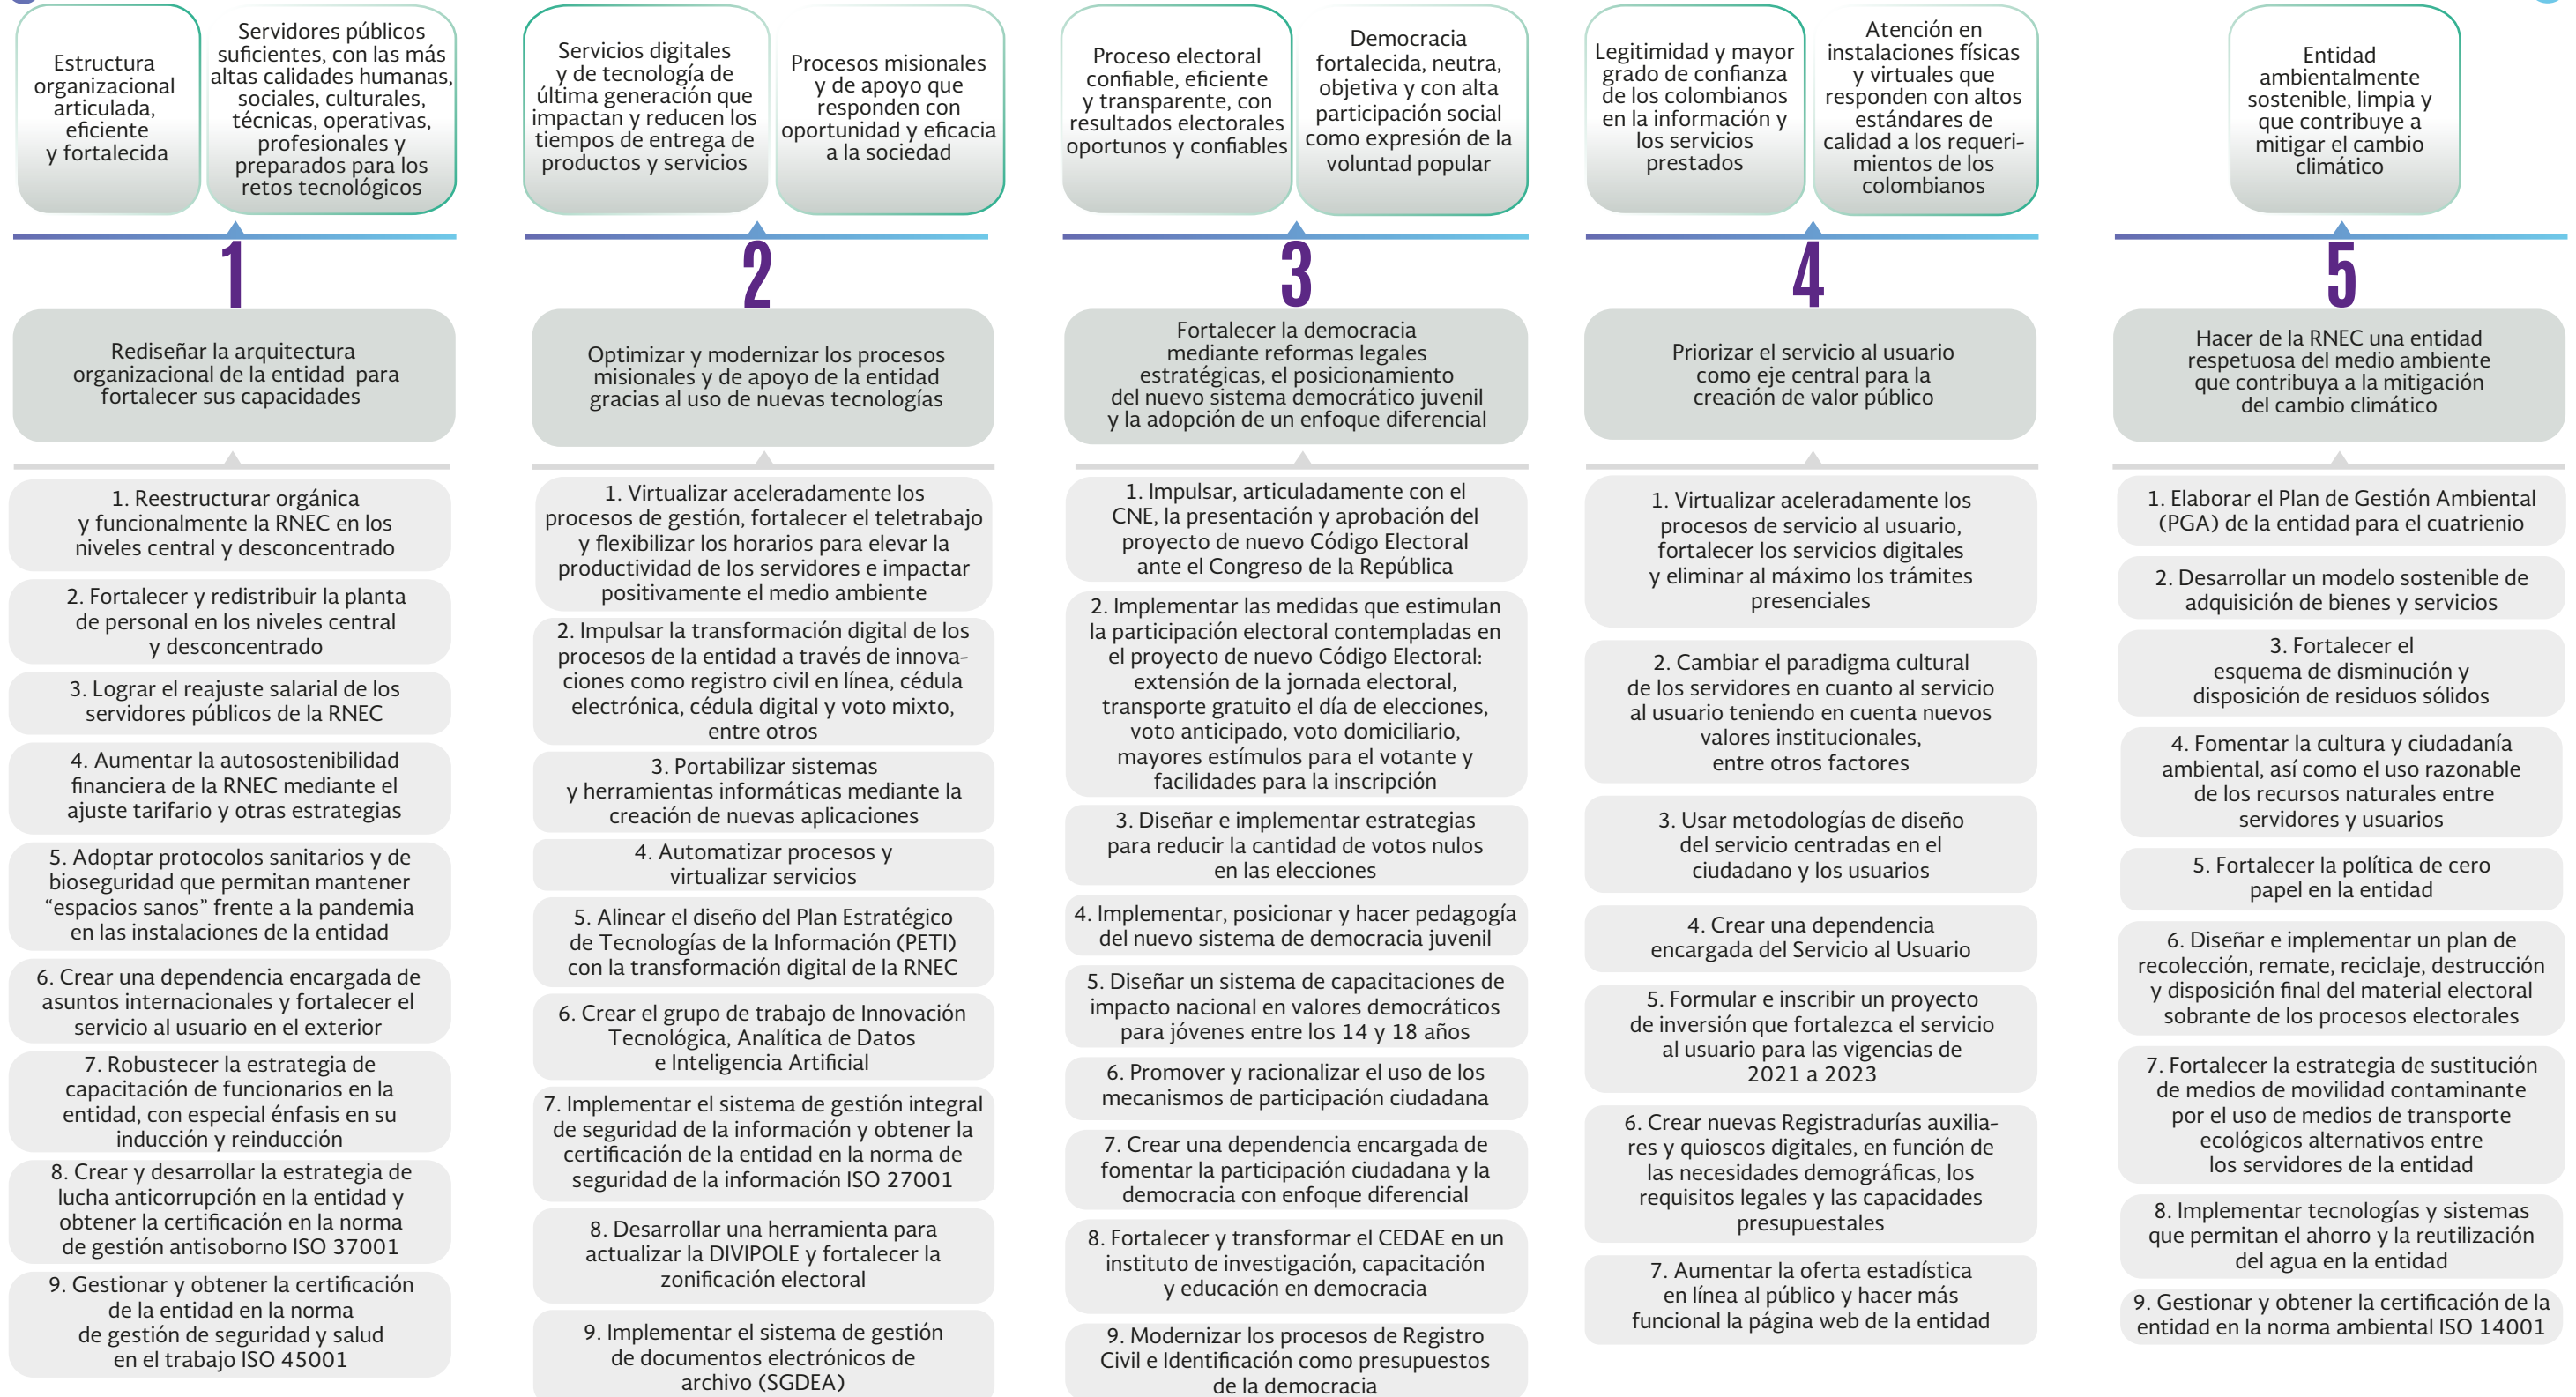 Estructura
organizacional
articulada,
eficiente
y fortalecida
Servidores públicos
suficientes, con las más
altas calidades humanas,
sociales, culturales,
técnicas, operativas,
profesionales y
preparados para los
retos tecnológicos
1
Rediseñar la arquitectura
organizacional de la entidad para
fortalecer sus capacidades
1. Reestructurar orgánica
y funcionalmente la RNEC en los
niveles central y desconcentrado
2. Fortalecer y redistribuir la planta
de personal en los niveles central
y desconcentrado
3. Lograr el reajuste salarial de los
servidores públicos de la RNEC
4. Aumentar la autosostenibilidad
financiera de la RNEC mediante el
ajuste tarifario y otras estrategias
5. Adoptar protocolos sanitarios y de
bioseguridad que permitan mantener
“espacios sanos” frente a la pandemia
en las instalaciones de la entidad
6. Crear una dependencia encargada de
asuntos internacionales y fortalecer el
servicio al usuario en el exterior
7. Robustecer la estrategia de
capacitación de funcionarios en la
entidad, con especial énfasis en su
inducción y reinducción
8. Crear y desarrollar la estrategia de
lucha anticorrupción en la entidad y
obtener la certificación en la norma
de gestión antisoborno ISO 37001
9. Gestionar y obtener la certificación
de la entidad en la norma
de gestión de seguridad y salud
en el trabajo ISO 45001
Servicios digitales
y de tecnología de
última generación que
impactan y reducen los
tiempos de entrega de
productos y servicios
Procesos misionales
y de apoyo que
responden con
oportunidad y eficacia
a la sociedad
2
Optimizar y modernizar los procesos
misionales y de apoyo de la entidad
gracias al uso de nuevas tecnologías
1. Virtualizar aceleradamente los
procesos de gestión, fortalecer el teletrabajo
y flexibilizar los horarios para elevar la
productividad de los servidores e impactar
positivamente el medio ambiente
2. Impulsar la transformación digital de los
procesos de la entidad a través de innova-
ciones como registro civil en línea, cédula
electrónica, cédula digital y voto mixto,
entre otros
3. Portabilizar sistemas
y herramientas informáticas mediante la
creación de nuevas aplicaciones
4. Automatizar procesos y
virtualizar servicios
5. Alinear el diseño del Plan Estratégico
de Tecnologías de la Información (PETI)
con la transformación digital de la RNEC
6. Crear el grupo de trabajo de Innovación
Tecnológica, Analítica de Datos
e Inteligencia Artificial
7. Implementar el sistema de gestión integral
de seguridad de la información y obtener la
certificación de la entidad en la norma de
seguridad de la información ISO 27001
8. Desarrollar una herramienta para
actualizar la DIVIPOLE y fortalecer la
zonificación electoral
9. Implementar el sistema de gestión
de documentos electrónicos de
archivo (SGDEA)
Proceso electoral
confiable, eficiente
y transparente, con
resultados electorales
oportunos y confiables
Democracia
fortalecida, neutra,
objetiva y con alta
participación social
como expresión de la
voluntad popular
3
Fortalecer la democracia
mediante reformas legales
estratégicas, el posicionamiento
del nuevo sistema democrático juvenil
y la adopción de un enfoque diferencial
1. Impulsar, articuladamente con el
CNE, la presentación y aprobación del
proyecto de nuevo Código Electoral
ante el Congreso de la República
2. Implementar las medidas que estimulan
la participación electoral contempladas en
el proyecto de nuevo Código Electoral:
extensión de la jornada electoral,
transporte gratuito el día de elecciones,
voto anticipado, voto domiciliario,
mayores estímulos para el votante y
facilidades para la inscripción
3. Diseñar e implementar estrategias
para reducir la cantidad de votos nulos
en las elecciones
4. Implementar, posicionar y hacer pedagogía
del nuevo sistema de democracia juvenil
5. Diseñar un sistema de capacitaciones de
impacto nacional en valores democráticos
para jóvenes entre los 14 y 18 años
6. Promover y racionalizar el uso de los
mecanismos de participación ciudadana
7. Crear una dependencia encargada de
fomentar la participación ciudadana y la
democracia con enfoque diferencial
8. Fortalecer y transformar el CEDAE en un
instituto de investigación, capacitación
y educación en democracia
9. Modernizar los procesos de Registro
Civil e Identificación como presupuestos
de la democracia
Legitimidad y mayor
grado de confianza
de los colombianos
en la información y
los servicios
prestados
Atención en
instalaciones físicas
y virtuales que
responden con altos
estándares de
calidad a los requeri-
mientos de los
colombianos
4
Priorizar el servicio al usuario
como eje central para la
creación de valor público
1. Virtualizar aceleradamente los
procesos de servicio al usuario,
fortalecer los servicios digitales
y eliminar al máximo los trámites
presenciales
2. Cambiar el paradigma cultural
de los servidores en cuanto al servicio
al usuario teniendo en cuenta nuevos
valores institucionales,
entre otros factores
3. Usar metodologías de diseño
del servicio centradas en el
ciudadano y los usuarios
4. Crear una dependencia
encargada del Servicio al Usuario
5. Formular e inscribir un proyecto
de inversión que fortalezca el servicio
al usuario para las vigencias de
2021 a 2023
6. Crear nuevas Registradurías auxilia-
res y quioscos digitales, en función de
las necesidades demográficas, los
requisitos legales y las capacidades
presupuestales
7. Aumentar la oferta estadística
en línea al público y hacer más
funcional la página web de la entidad
Entidad
ambientalmente
sostenible, limpia y
que contribuye a
mitigar el cambio
climático
5
Hacer de la RNEC una entidad
respetuosa del medio ambiente
que contribuya a la mitigación
del cambio climático
1. Elaborar el Plan de Gestión Ambiental
(PGA) de la entidad para el cuatrienio
2. Desarrollar un modelo sostenible de
adquisición de bienes y servicios
3. Fortalecer el
esquema de disminución y
disposición de residuos sólidos
4. Fomentar la cultura y ciudadanía
ambiental, así como el uso razonable
de los recursos naturales entre
servidores y usuarios
5. Fortalecer la política de cero
papel en la entidad
6. Diseñar e implementar un plan de
recolección, remate, reciclaje, destrucción
y disposición final del material electoral
sobrante de los procesos electorales
7. Fortalecer la estrategia de sustitución
de medios de movilidad contaminante
por el uso de medios de transporte
ecológicos alternativos entre
los servidores de la entidad
8. Implementar tecnologías y sistemas
que permitan el ahorro y la reutilización
del agua en la entidad
9. Gestionar y obtener la certificación de la
entidad en la norma ambiental ISO 14001